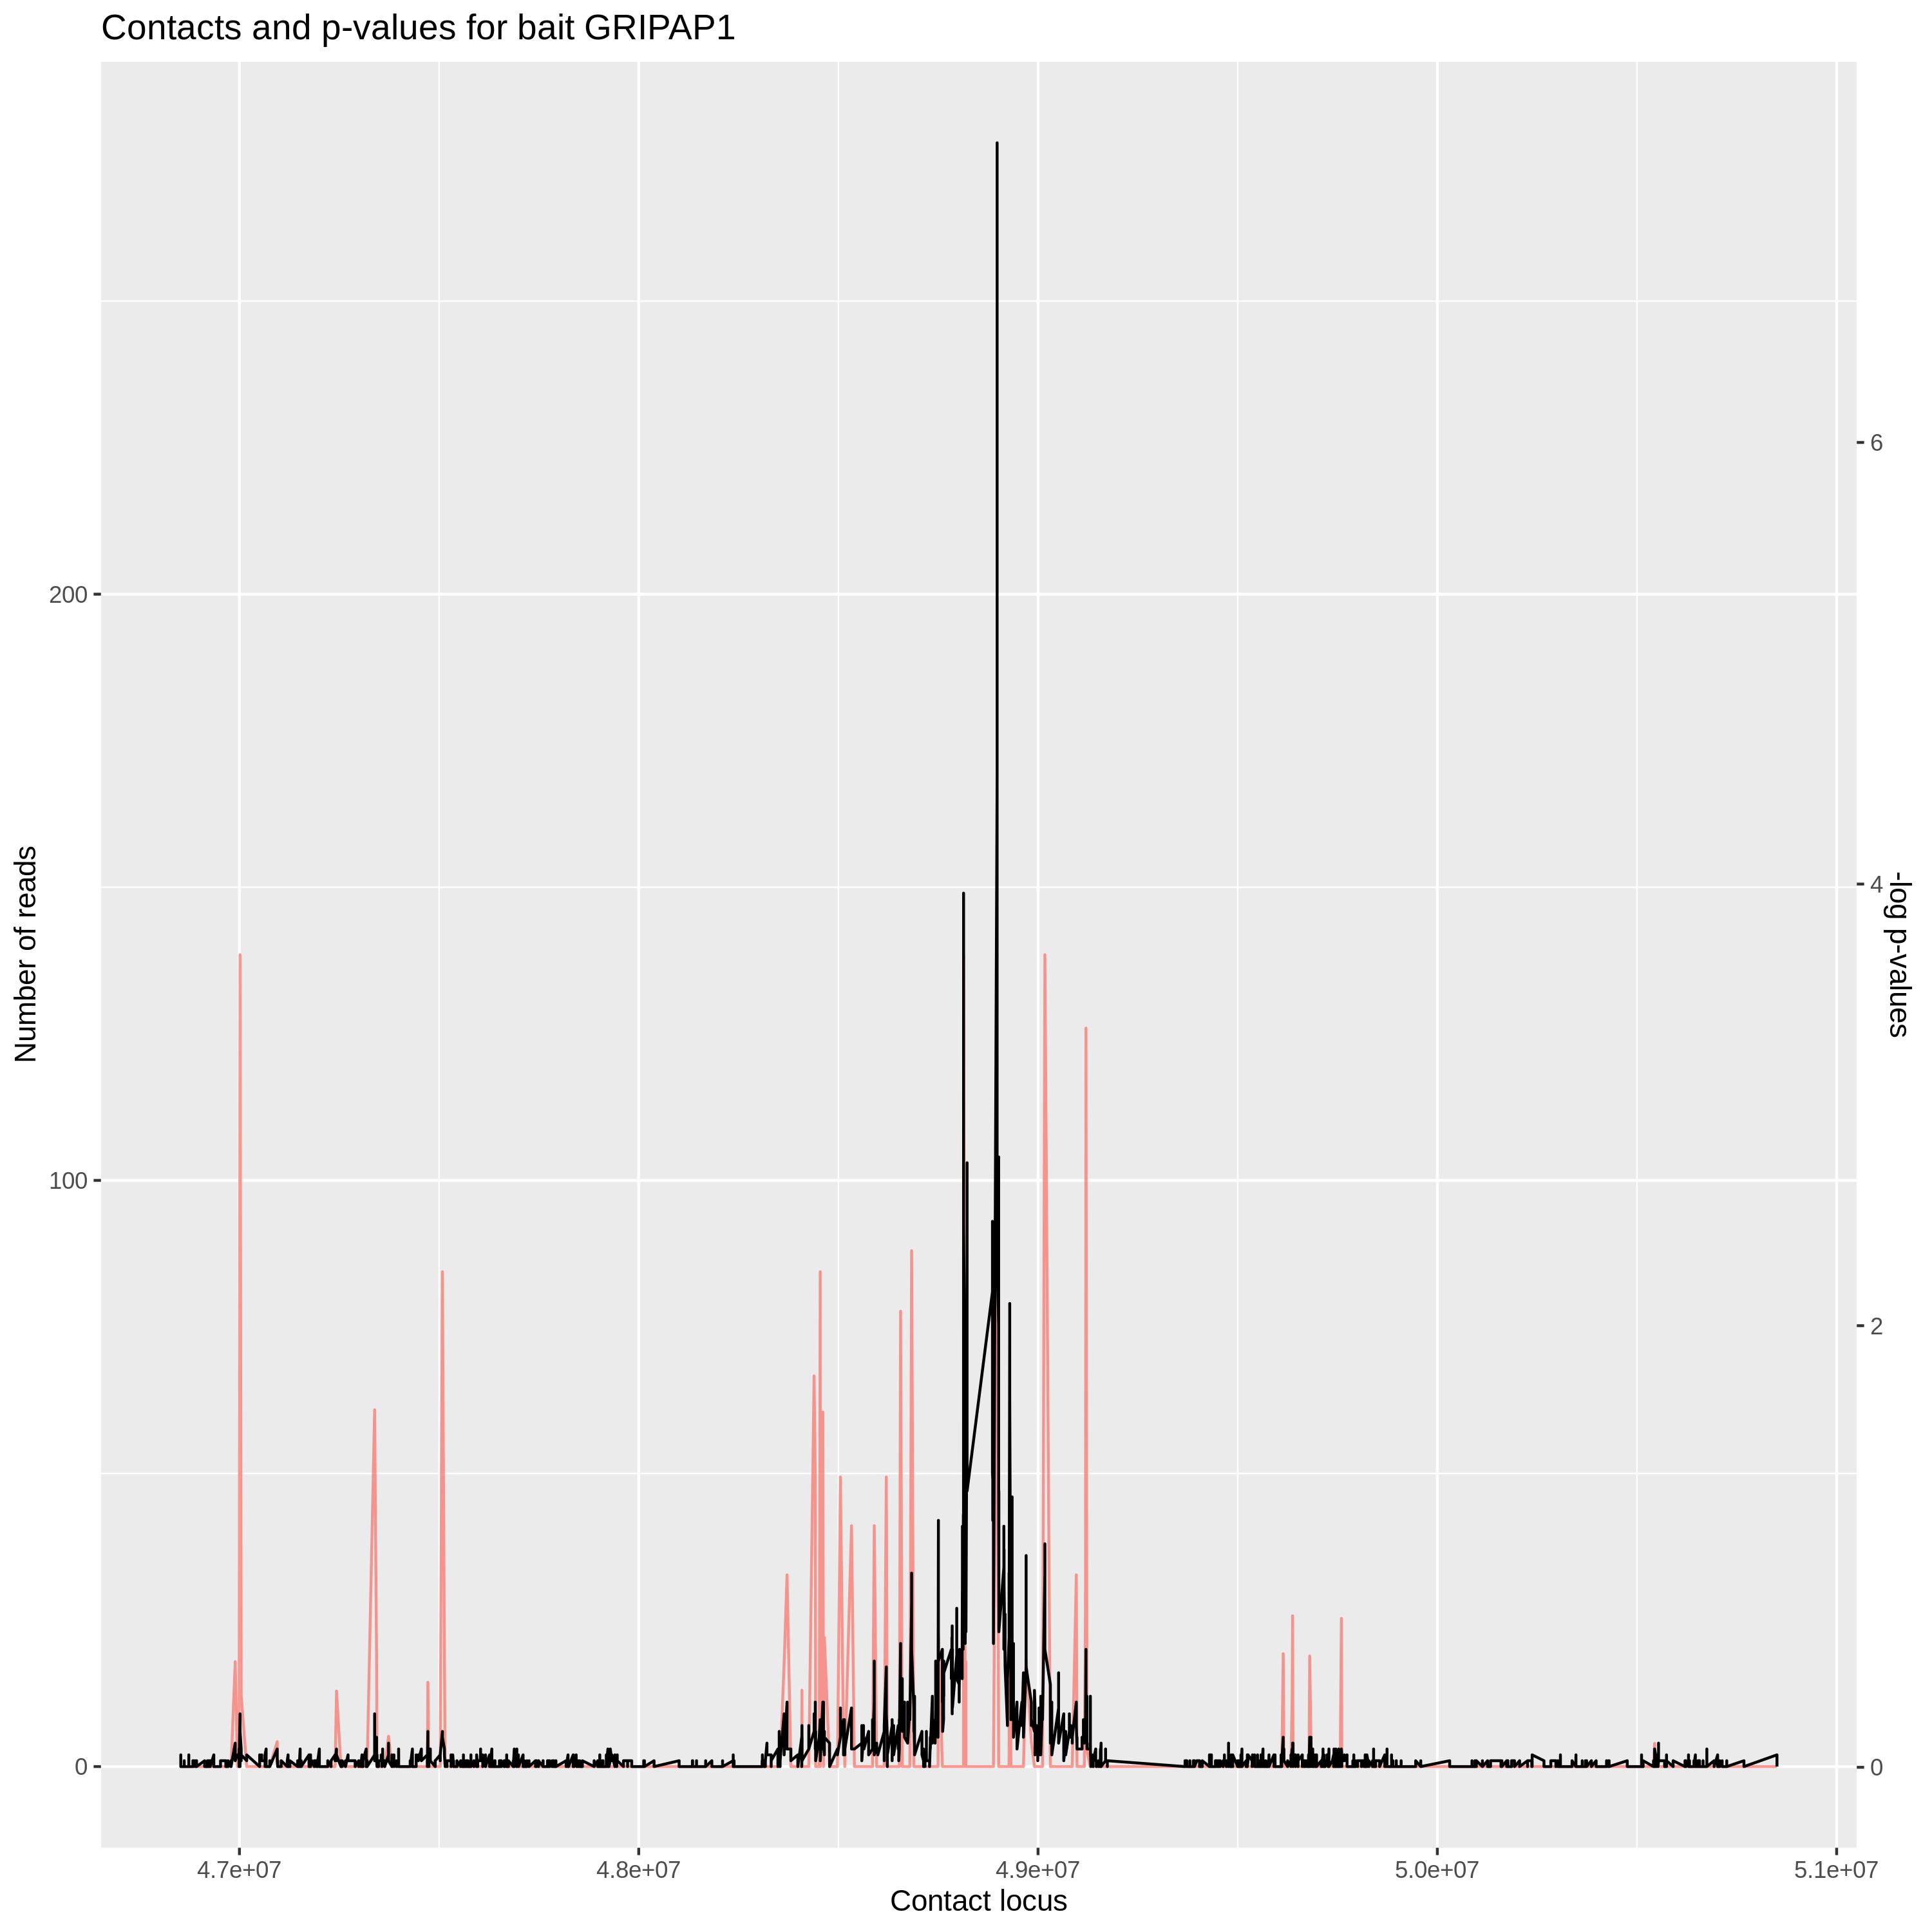 Contacts and p-values for bait GRIPAP1
Number of reads
200
100
0
6
4
2
0
-log p-values
4.7e+07 4.8e+07 4.9e+07 5.0e+07 5.1e+07
Contact locus